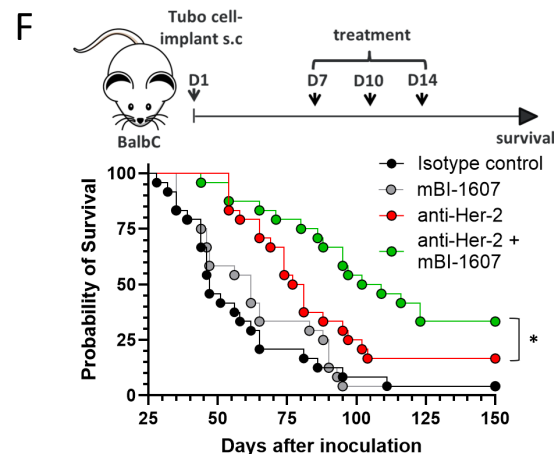 F
Tubo cell-
implant s.c
treatment
D1
D7
D10
D14
BalbC
survival
Isotype control
mBI-1607
anti-Her-2
anti-Her-2 +
mBI-1607
Probability of Survival
100
75
50
25
0
*
25
50
75
100
125
150
Days after inoculation